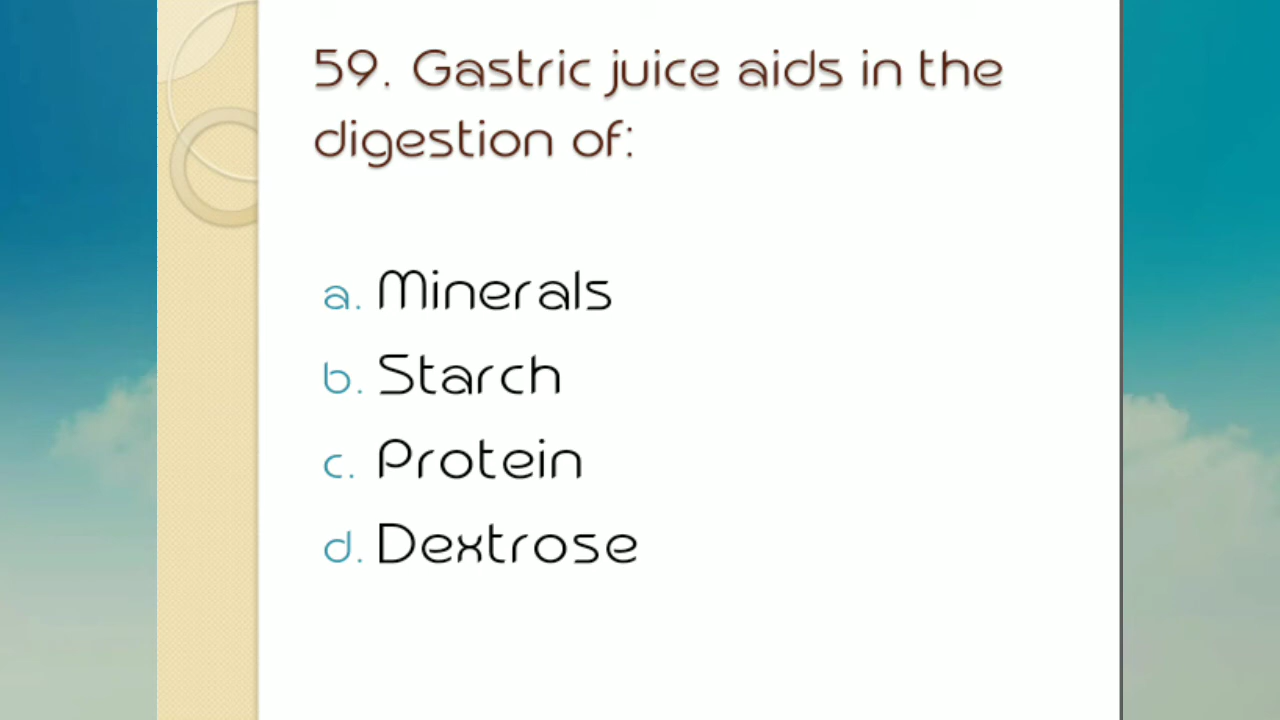 59. Gastric juice aids in the
digestion of:
a. Minerals
b. Starch
c. Protein
d. Dextrose